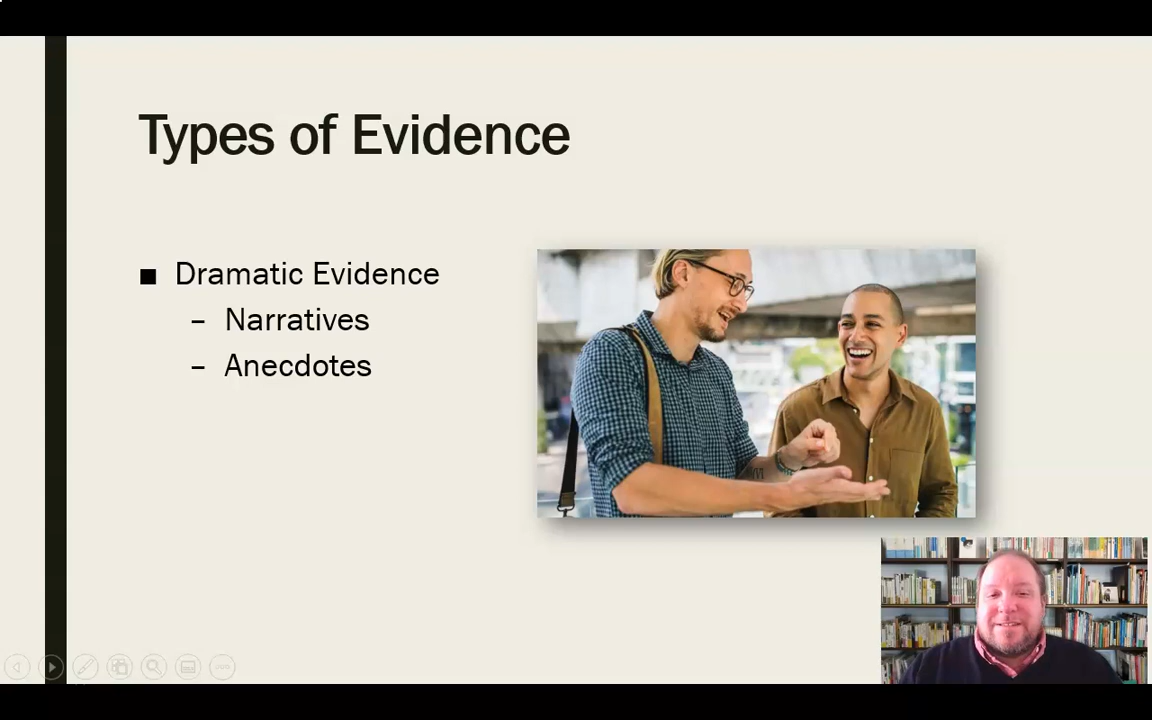 Types of Evidence
■ Dramatic Evidence
– Narratives
– Anecdotes